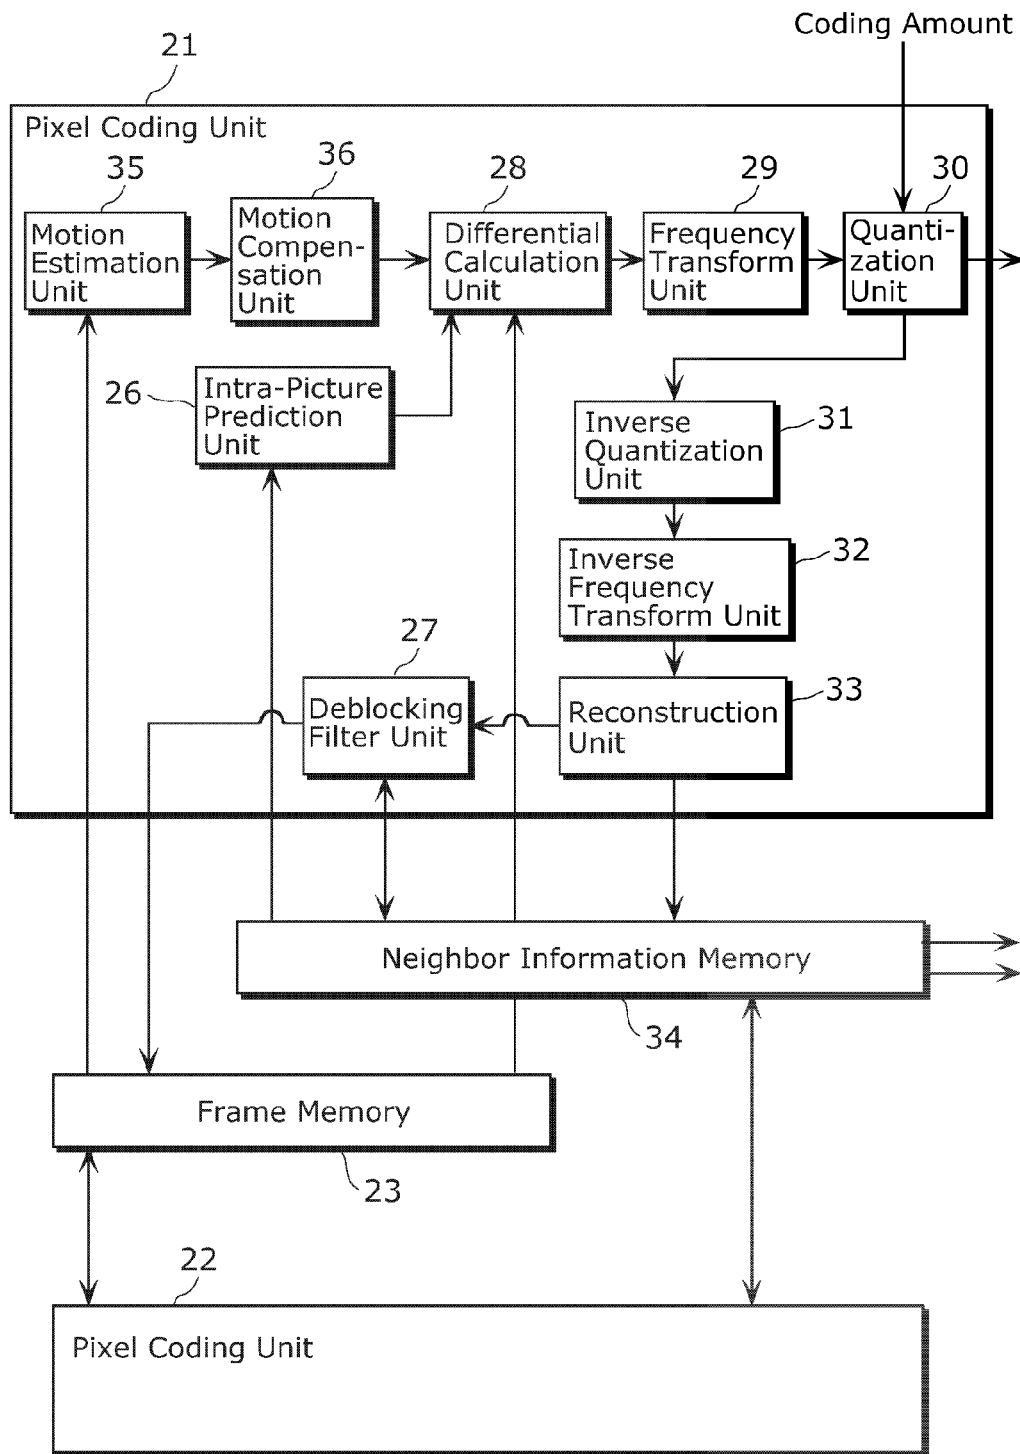 Coding Amount
21
Pixel Coding Unit
35
36
28
29
30
Motion
Estimation
Unit
Motion
Compen-
sation
Unit
Differential
Calculation
Unit
Frequency
Transform
Unit
Quanti-
zation
Unit
26
Intra-Picture
Prediction
Unit
31
Inverse
Quantization
Unit
32
Inverse
Frequency
Transform Unit
27
Deblocking
Filter Unit
33
Reconstruction
Unit
Neighbor Information Memory
34
Frame Memory
23
22
Pixel Coding Unit